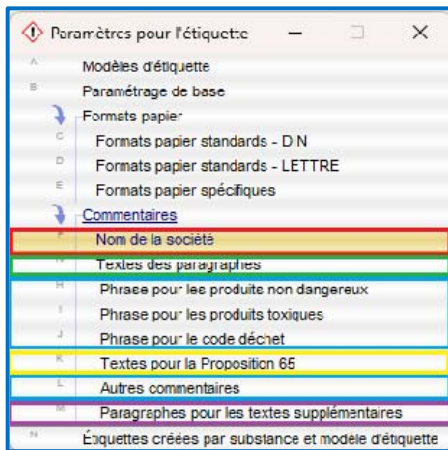 Paramètres pour l'étiquette
A Modèles d'étiquette
B Paramétrage de base
Formats papier
C Formats papier standards - DIN
D Formats papier standards - LETTRE
E Formats papier spécifiques
Commentaires
F Nom de la société
Textes des paragraphes
H Phrase pour les produits non dangereux
I Phrase pour les produits toxiques
J Phrase pour le code déchet
K Textes pour la Proposition 65
L Autres commentaires
M Paragraphes pour les textes supplémentaires
N Étiquettes créées par substance et modèle d'étiquette